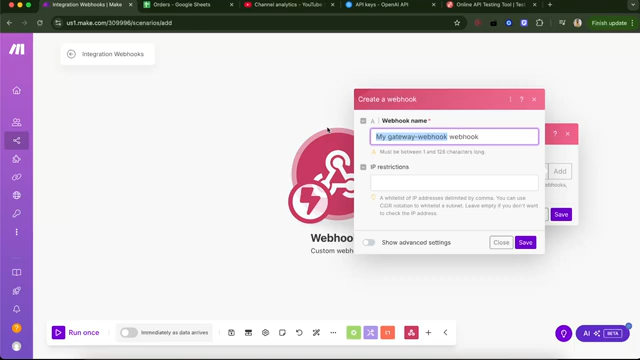 Integration Webhooks | Make
Orders - Google Sheets
Channel analytics - YouTube
API keys - OpenAI API
Online API Testing Tool | Test
us1.make.com/309996/scenarios/add
Finish update
Integration Webhooks
Create a webhook
Webhook name*
My gateway-webhook webhook
Must be between 1 and 128 characters long.
IP restrictions
A whitelist of IP addresses delimited by comma. You can use
CIDR notation to whitelist a subnet. Leave empty if you don't want
to check the IP address.
Show advanced settings
Close
Save
Add
webhooks,
Save
Webhoo
Custom webh
Run once
Immediately as data arrives
AI
BETA